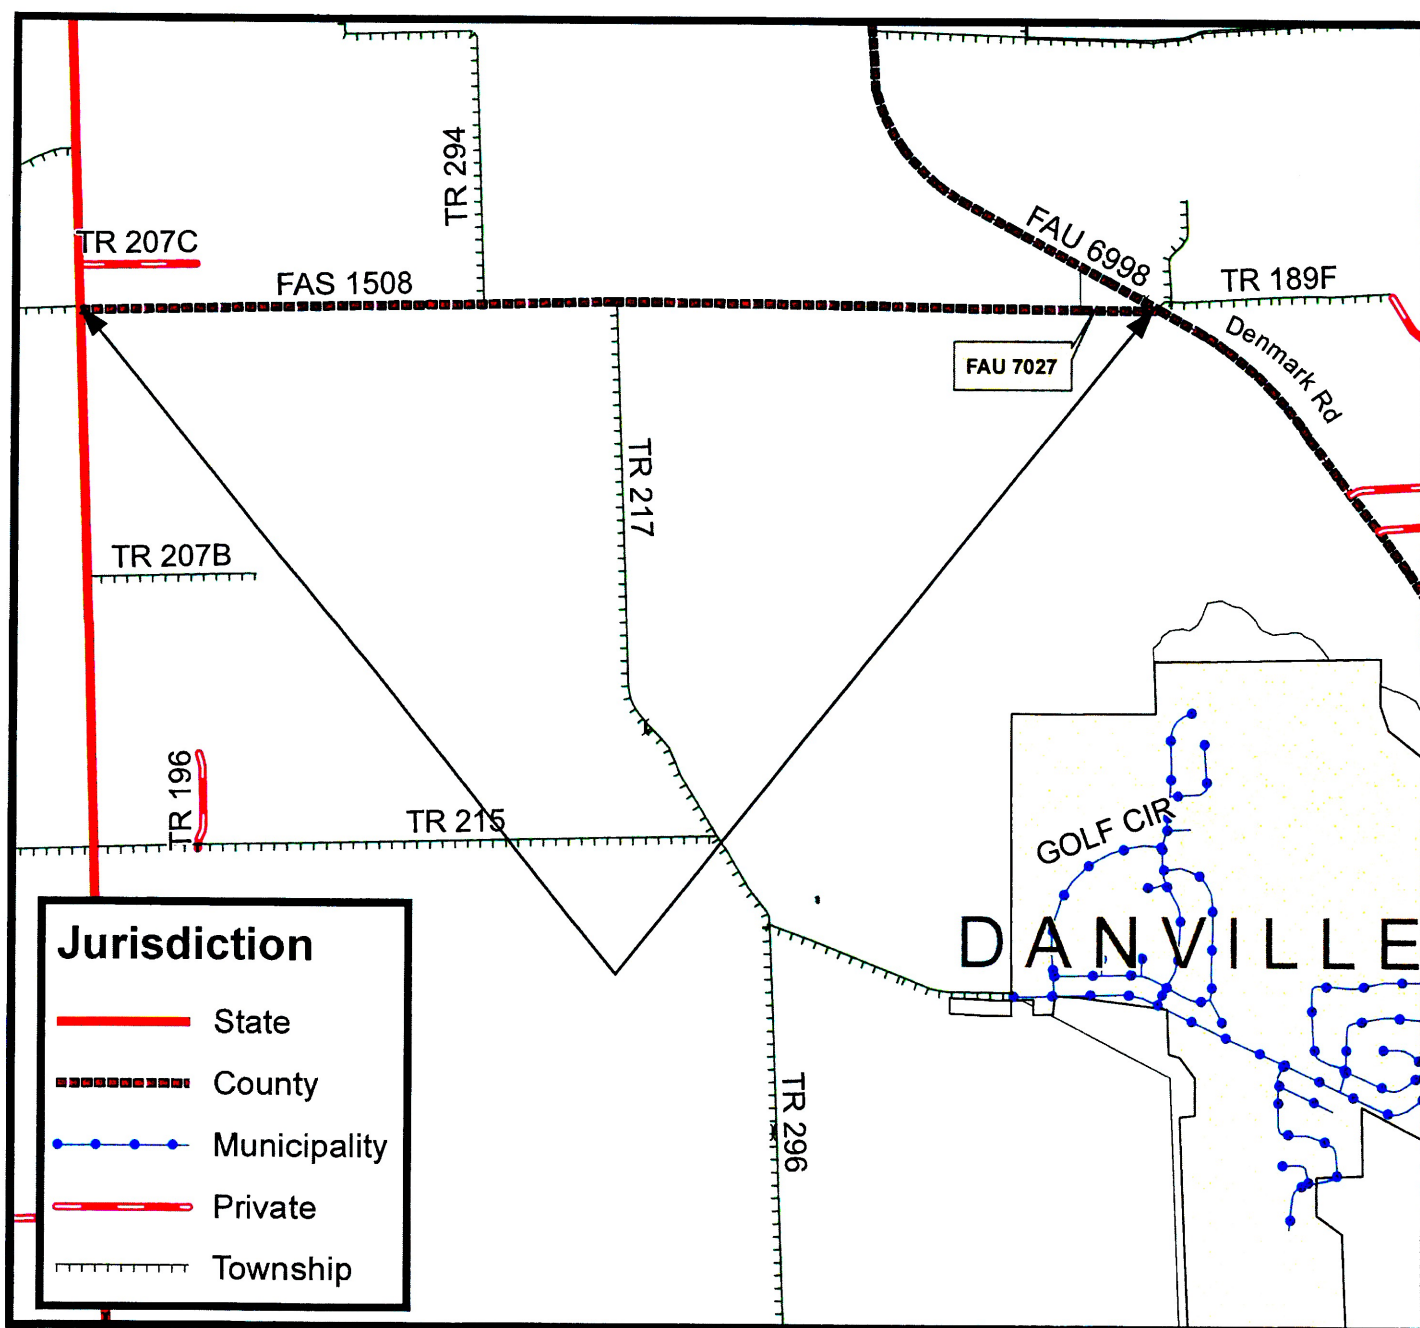 TR 294
FAU 6998
TR 207C
FAS 1508
TR 189F
Denmark Rd
FAU 7027
TR 217
TR 207B
TR 196
TR 215
GOLF CIR
DANVILLE
Jurisdiction
State
County
Municipality
Private
Township
TR 296